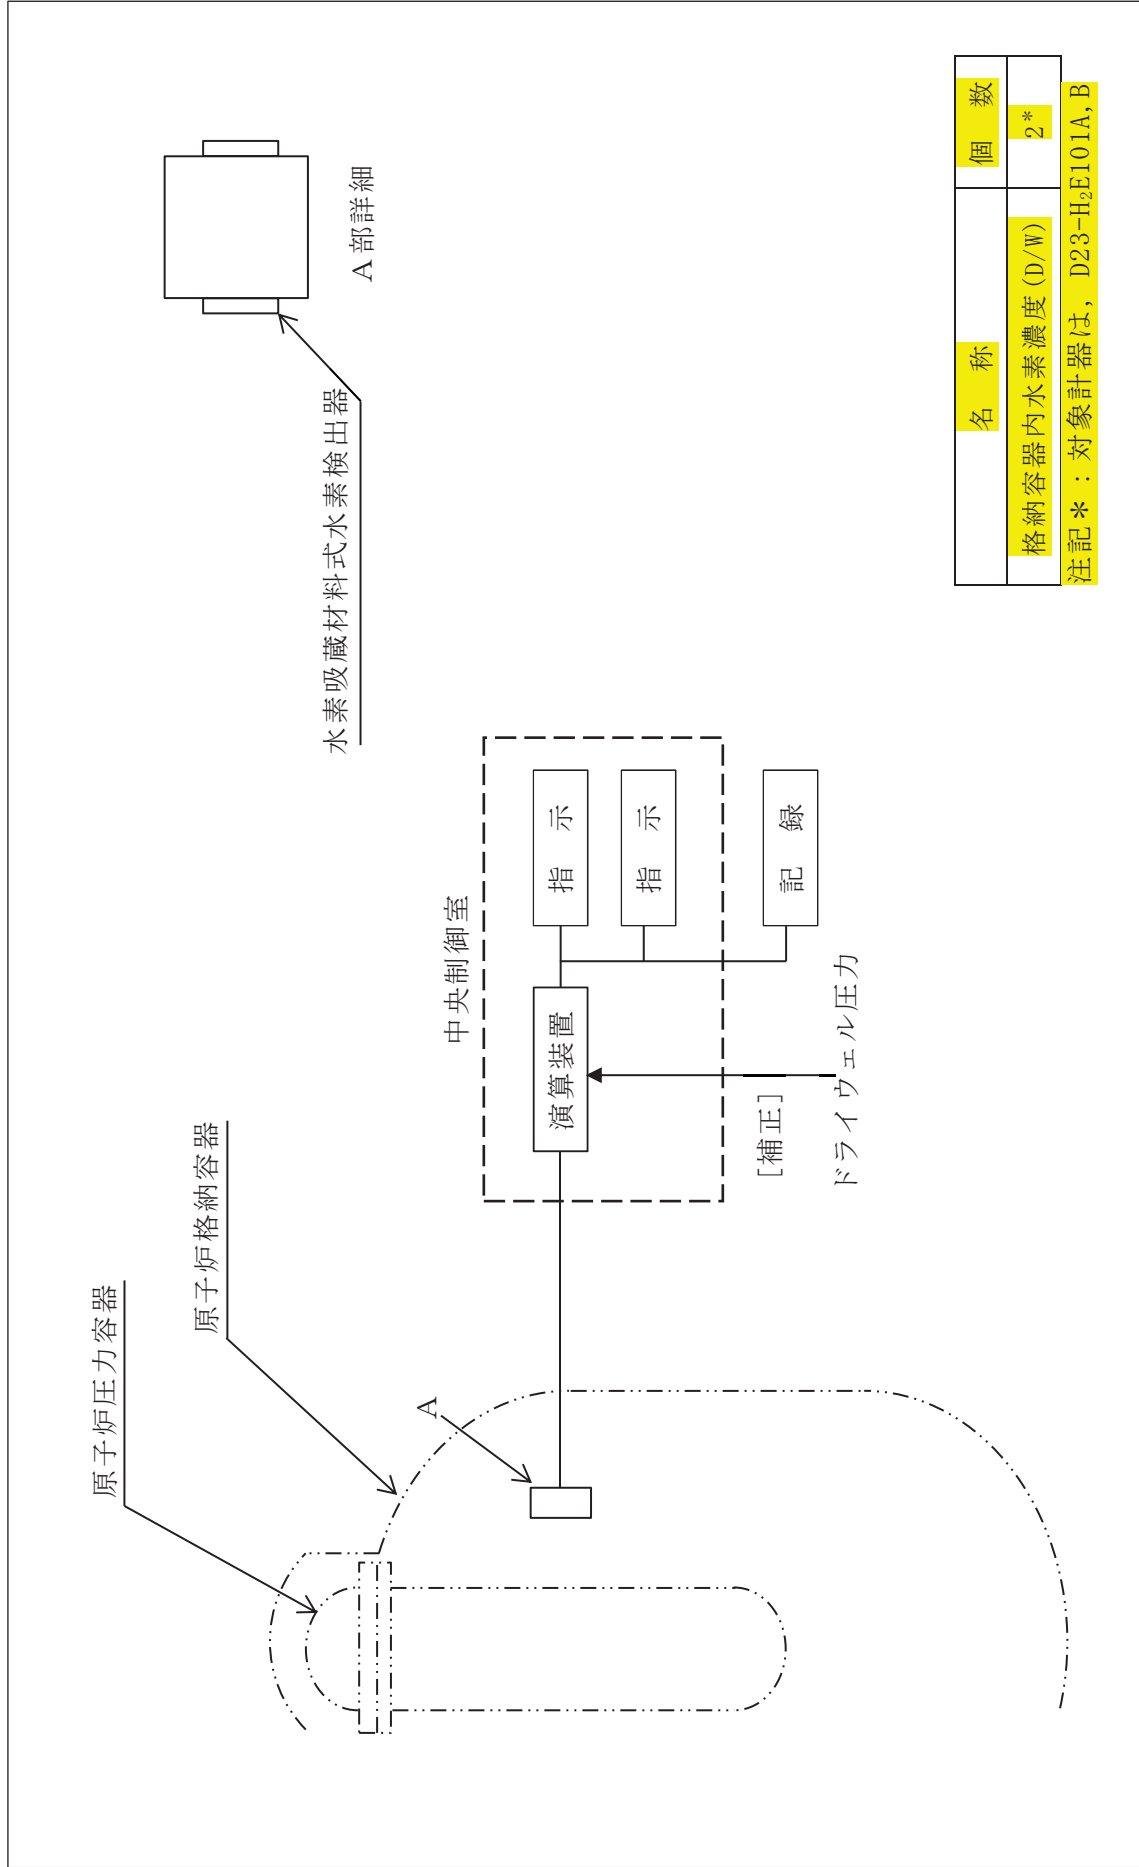 原子炉圧力容器
原子炉格納容器
A
中央制御室
演算装置
指示
指示
記録
[補正]
ドライウェル圧力
水素吸蔵材料式水素検出器
A部詳細
名称 個数
格納容器内水素濃度(D/W) 2*
注記*：対象計器は，D23-H₂E101A,B